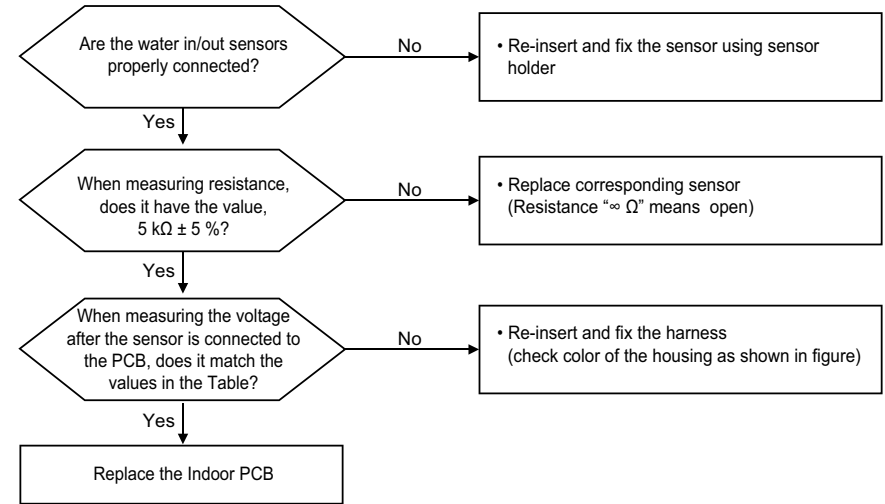 Are the water in/out sensors
properly connected?
No
• Re-insert and fix the sensor using sensor
holder
Yes
When measuring resistance,
does it have the value,
5 kΩ ± 5 %?
No
• Replace corresponding sensor
(Resistance “∞ Ω” means open)
Yes
When measuring the voltage
after the sensor is connected to
the PCB, does it match the
values in the Table?
No
• Re-insert and fix the harness
(check color of the housing as shown in figure)
Yes
Replace the Indoor PCB